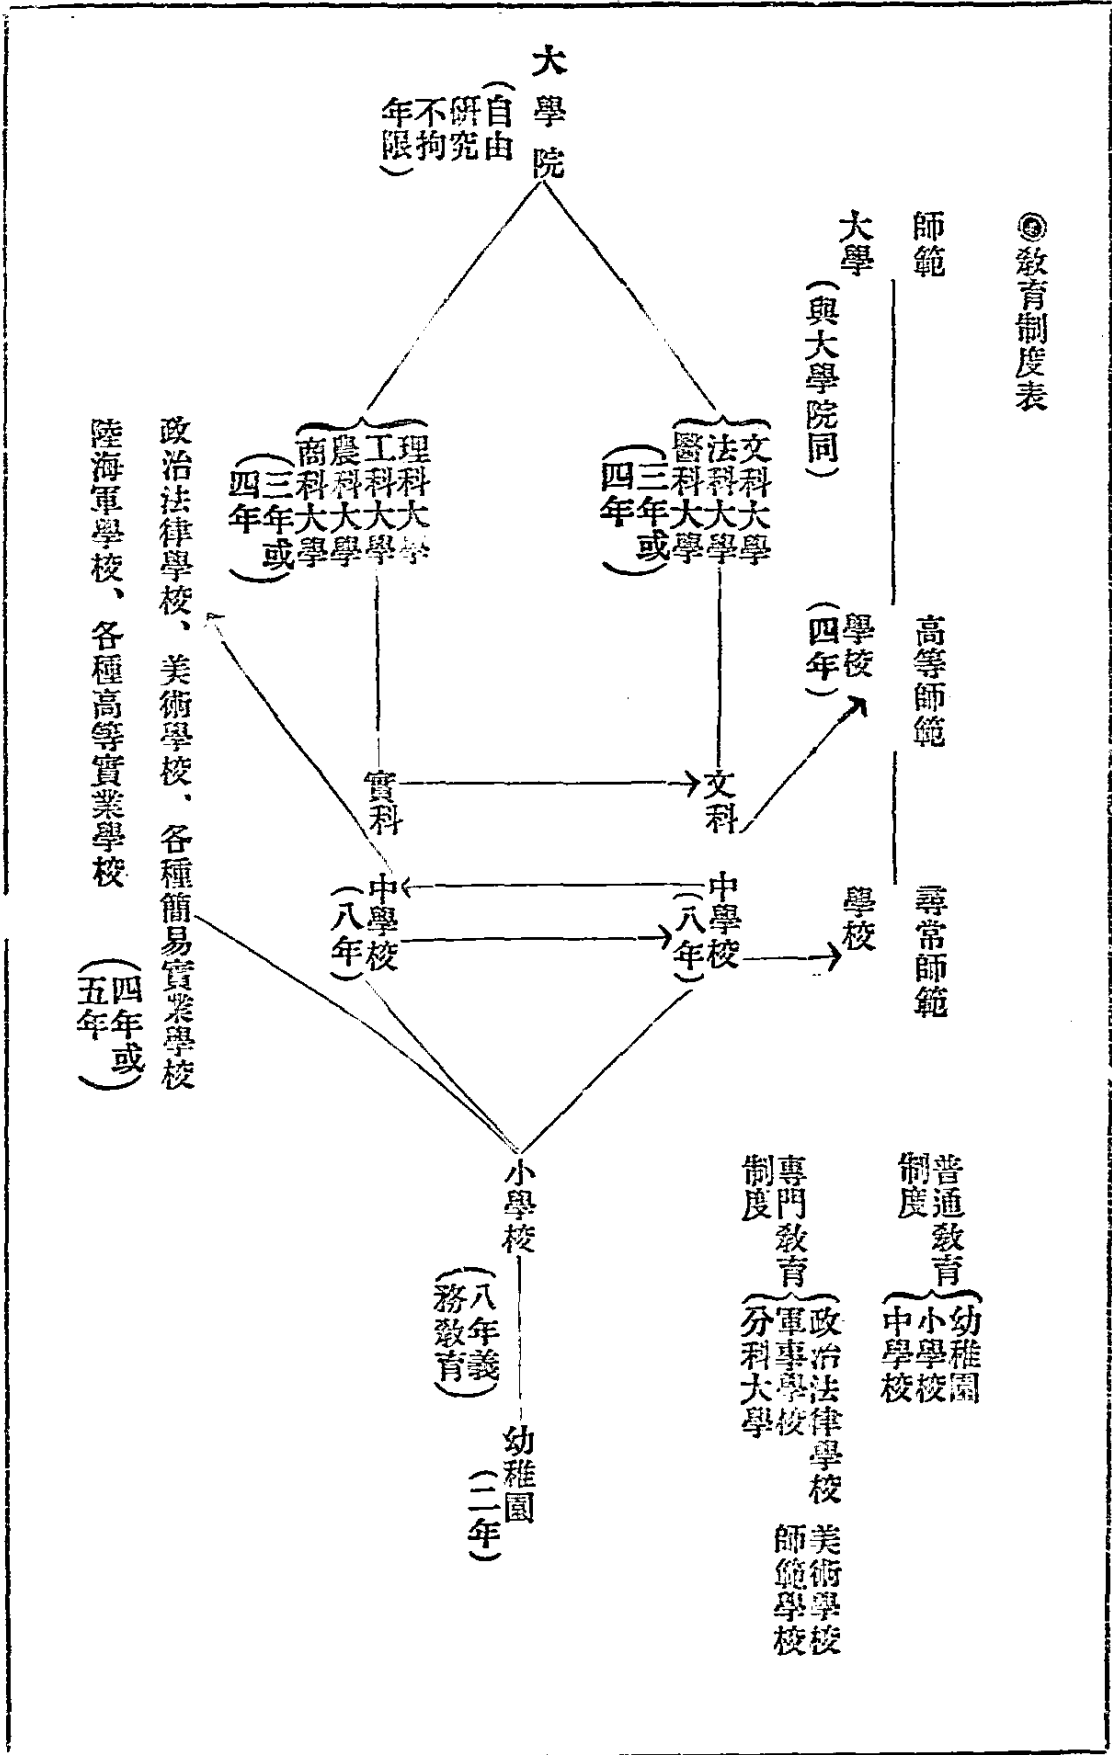 ◉教育制度表
師範
大學
(與大學院同)
高等師範
學校
(四年)
尋常師範
學校
普通教育
制度
幼稚園
小學校
中學校
專門教育
制度
政治法律學校 美術學校
軍事學校 師範學校
分科大學
大學院
(自由
研究
不拘
年限)
文科大學
法科大學
醫科大學
(三年或
四年)
文科
中學校
(八年)
理科大學
工科大學
農科大學
商科大學
(三年或
四年)
實科
中學校
(八年)
小學校
(八年義
務教育)
幼稚園
(二年)
政治法律學校、美術學校、各種簡易實業學校
陸海軍學校、各種高等實業學校
(四年或
五年)